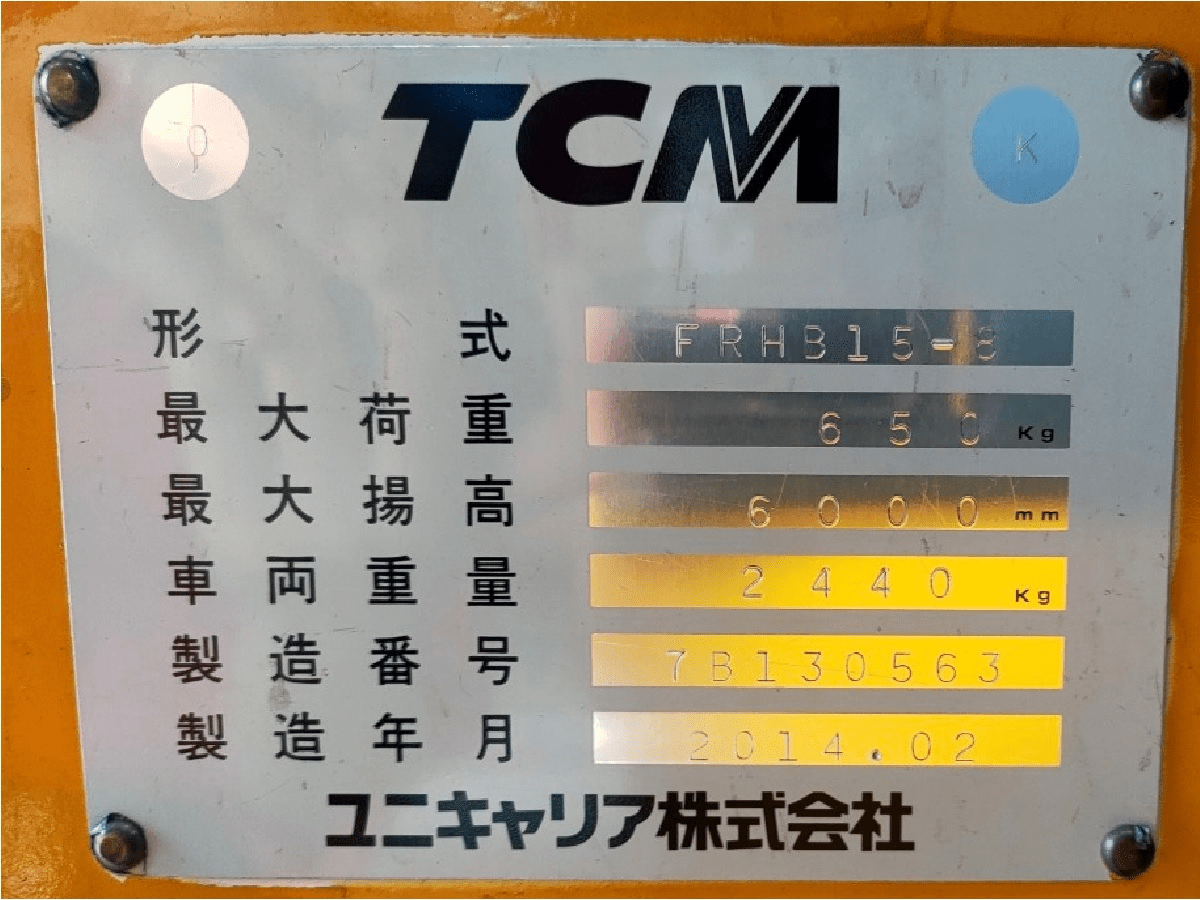 TCM
K
形式 FRHB15-8
最大荷重 650 Kg
最大揚高 6000 mm
車両重量 2440 Kg
製造番号 7B130563
製造年月 2014.02
ユニキャリア株式会社